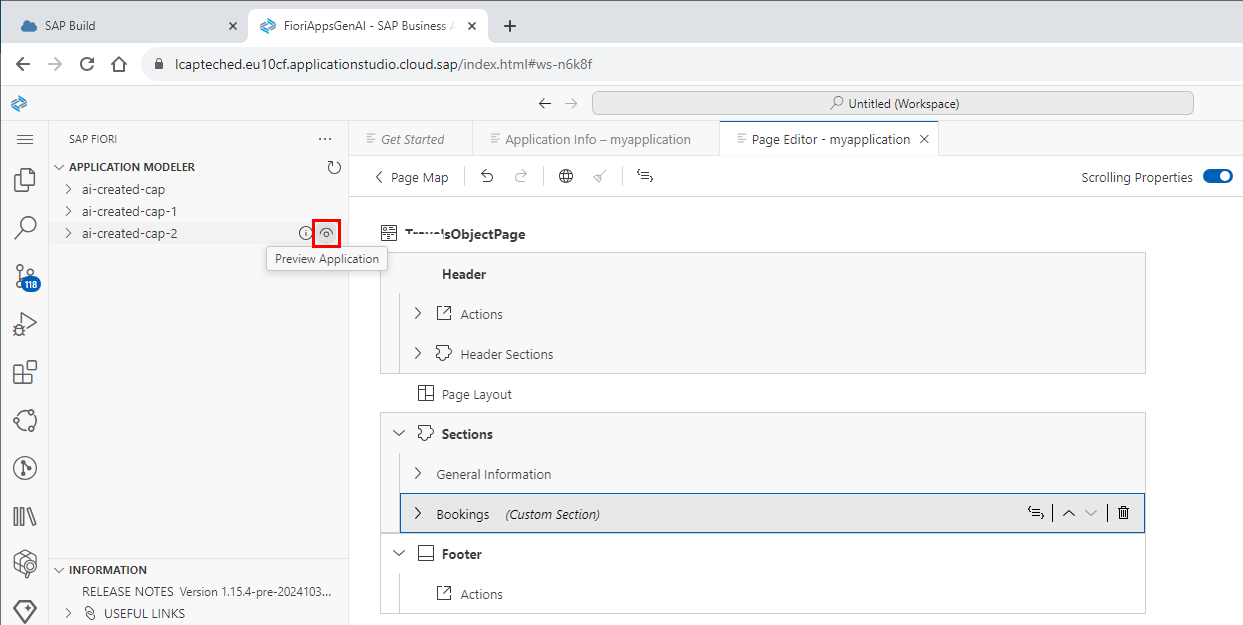 SAP Build
FioriAppsGenAI - SAP Business A
lcapteched.eu10cf.applicationstudio.cloud.sap/index.html#ws-n6k8f
Untitled (Workspace)
SAP FIORI
Get Started
Application Info – myapplication
Page Editor - myapplication
APPLICATION MODELER
Page Map
Scrolling Properties
ai-created-cap
ai-created-cap-1
ai-created-cap-2
Preview Application
118
TravelsObjectPage
Header
Actions
Header Sections
Page Layout
Sections
General Information
Bookings (Custom Section)
Footer
Actions
INFORMATION
RELEASE NOTES Version 1.15.4-pre-2024103...
USEFUL LINKS